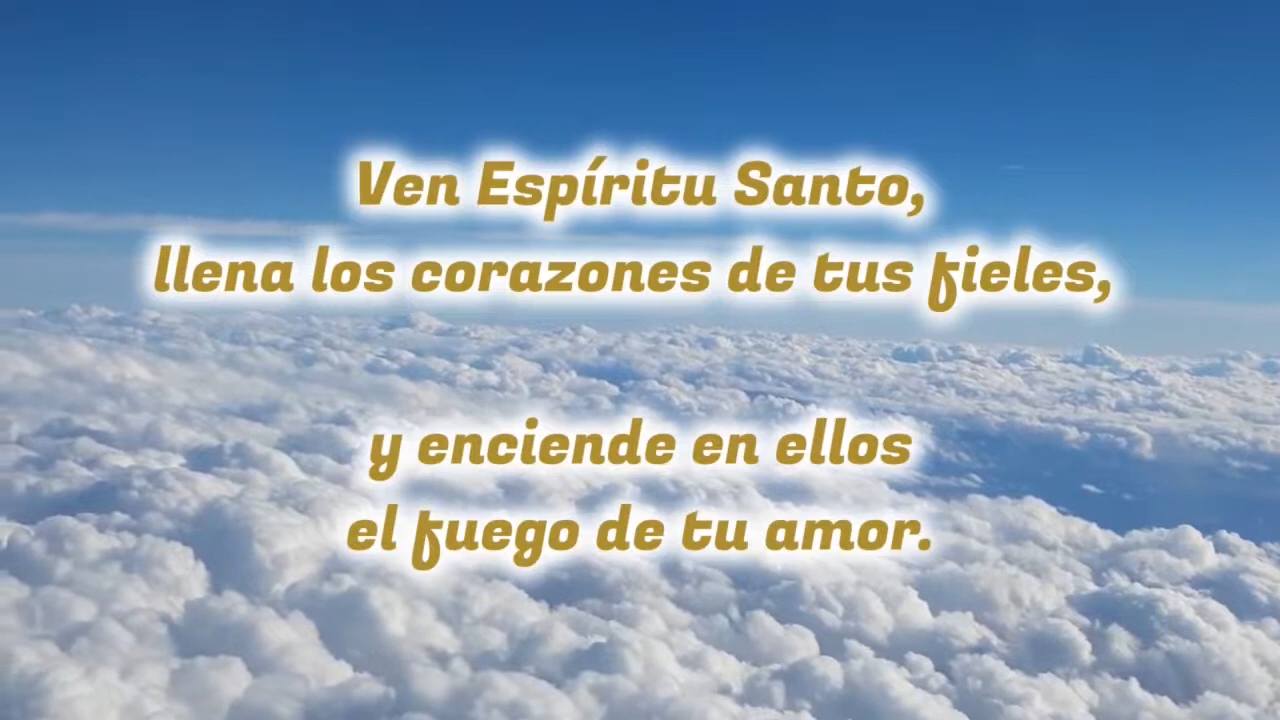 Ven Espíritu Santo,
llena los corazones de tus fieles,
y enciende en ellos
el fuego de tu amor.